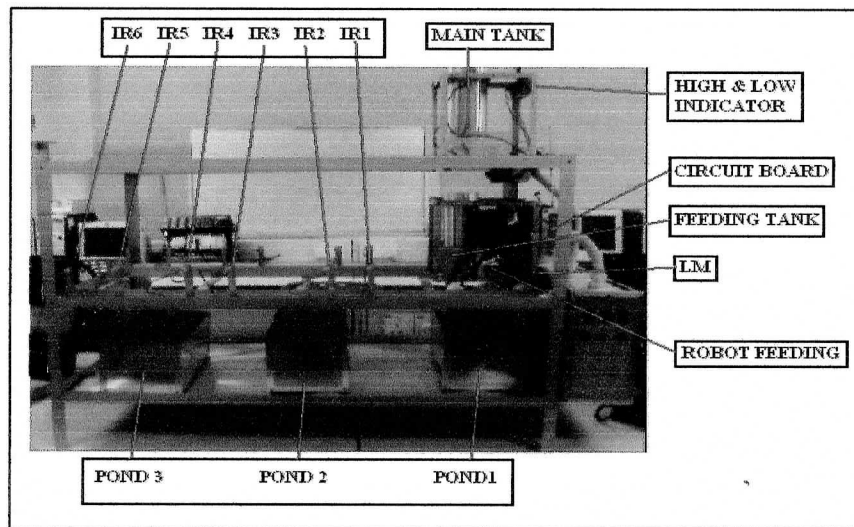 IR6 IR5 IR4 IR3 IR2 IR1
MAIN TANK
HIGH & LOW
INDICATOR
CIRCUIT BOARD
FEEDING TANK
LM
ROBOT FEEDING
POND 3 POND 2 POND1